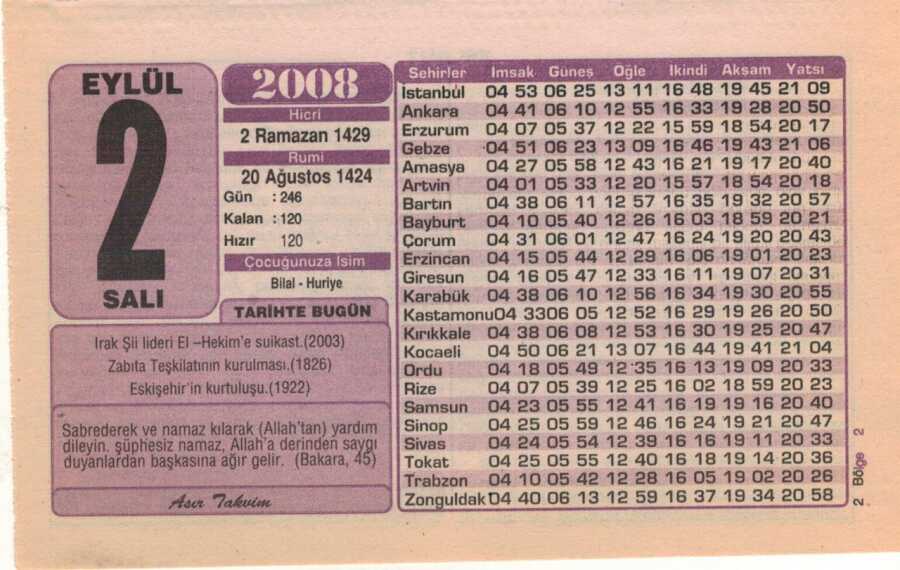 EYLÜL
2
SALI
2008
Hicri
2 Ramazan 1429
Rumi
20 Ağustos 1424
Gün : 246
Kalan : 120
Hızır 120
Çocuğunuza İsim
Bilal - Huriye
TARİHTE BUGÜN
Irak Şii lideri El –Hekim'e suikast.(2003)
Zabıta Teşkilatının kurulması.(1826)
Eskişehir'in kurtuluşu.(1922)
Sabrederek ve namaz kılarak (Allah'tan) yardım
dileyin. şüphesiz namaz, Allah'a derinden saygı
duyanlardan başkasına ağır gelir. (Bakara, 45)
Asır Takvim
Sehirler İmsak Güneş Öğle İkindi Aksam Yatsı
İstanbul 04 53 06 25 13 11 16 48 19 45 21 09
Ankara 04 41 06 10 12 55 16 33 19 28 20 50
Erzurum 04 07 05 37 12 22 15 59 18 54 20 17
Gebze 04 51 06 23 13 09 16 46 19 43 21 06
Amasya 04 27 05 58 12 43 16 21 19 17 20 40
Artvin 04 01 05 33 12 20 15 57 18 54 20 18
Bartın 04 38 06 11 12 57 16 35 19 32 20 57
Bayburt 04 10 05 40 12 26 16 03 18 59 20 21
Çorum 04 31 06 01 12 47 16 24 19 20 20 43
Erzincan 04 15 05 44 12 29 16 06 19 01 20 23
Giresun 04 16 05 47 12 33 16 11 19 07 20 31
Karabük 04 38 06 10 12 56 16 34 19 30 20 55
Kastamonu04 3306 05 12 52 16 29 19 26 20 50
Kırıkkale 04 38 06 08 12 53 16 30 19 25 20 47
Kocaeli 04 50 06 21 13 07 16 44 19 41 21 04
Ordu 04 18 05 49 12 35 16 13 19 09 20 33
Rize 04 07 05 39 12 25 16 02 18 59 20 23
Samsun 04 23 05 55 12 41 16 19 19 16 20 40
Sinop 04 25 05 59 12 46 16 24 19 21 20 47
Sivas 04 24 05 54 12 39 16 16 19 11 20 33
Tokat 04 25 05 55 12 40 16 18 19 14 20 36
Trabzon 04 10 05 42 12 28 16 05 19 02 20 26
Zonguldak 04 40 06 13 12 59 16 37 19 34 20 58
2 Bölge 2